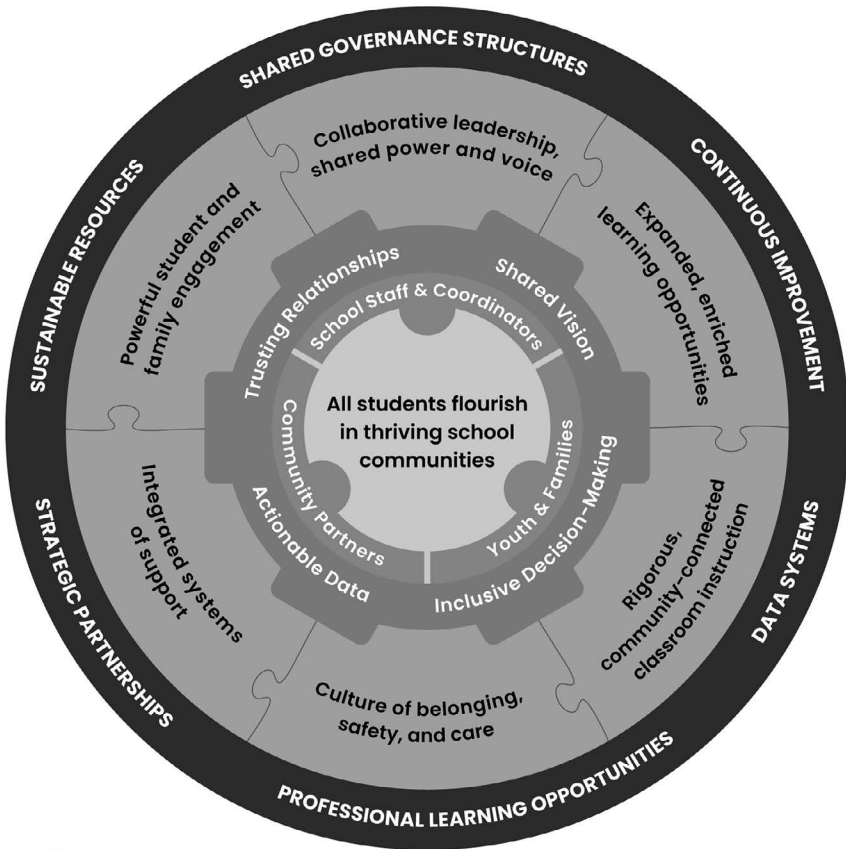 SHARED GOVERNANCE STRUCTURES
CONTINUOUS IMPROVEMENT
DATA SYSTEMS
PROFESSIONAL LEARNING OPPORTUNITIES
STRATEGIC PARTNERSHIPS
SUSTAINABLE RESOURCES
Collaborative leadership,
shared power and voice
Expanded, enriched
learning opportunities
Rigorous,
community-connected
classroom instruction
Culture of belonging,
safety, and care
Integrated systems
of support
Powerful student and
family engagement
Trusting Relationships
Shared Vision
Inclusive Decision-Making
Actionable Data
School Staff & Coordinators
Youth & Families
Community Partners
All students flourish
in thriving school
communities